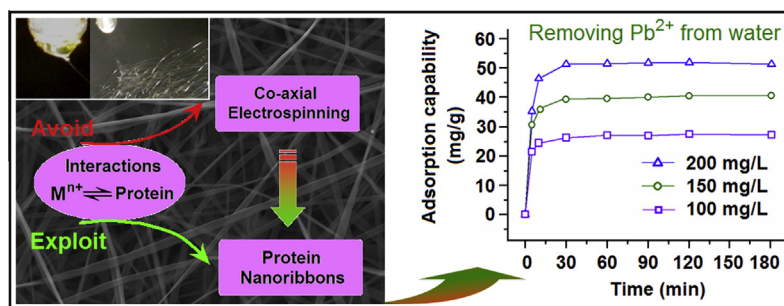 Avoid
Interactions
Mⁿ⁺ ⇌ Protein
Exploit
Co-axial
Electrospinning
Protein
Nanoribbons
Removing Pb²⁺ from water
Adsorption capability
(mg/g)
60
50
40
30
20
10
0
200 mg/L
150 mg/L
100 mg/L
0 30 60 90 120 150 180
Time (min)